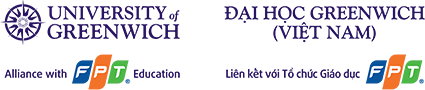 UNIVERSITY of
GREENWICH
Alliance with FPT® Education
ĐẠI HỌC GREENWICH
(VIỆT NAM)
Liên kết với Tổ chức Giáo dục FPT®